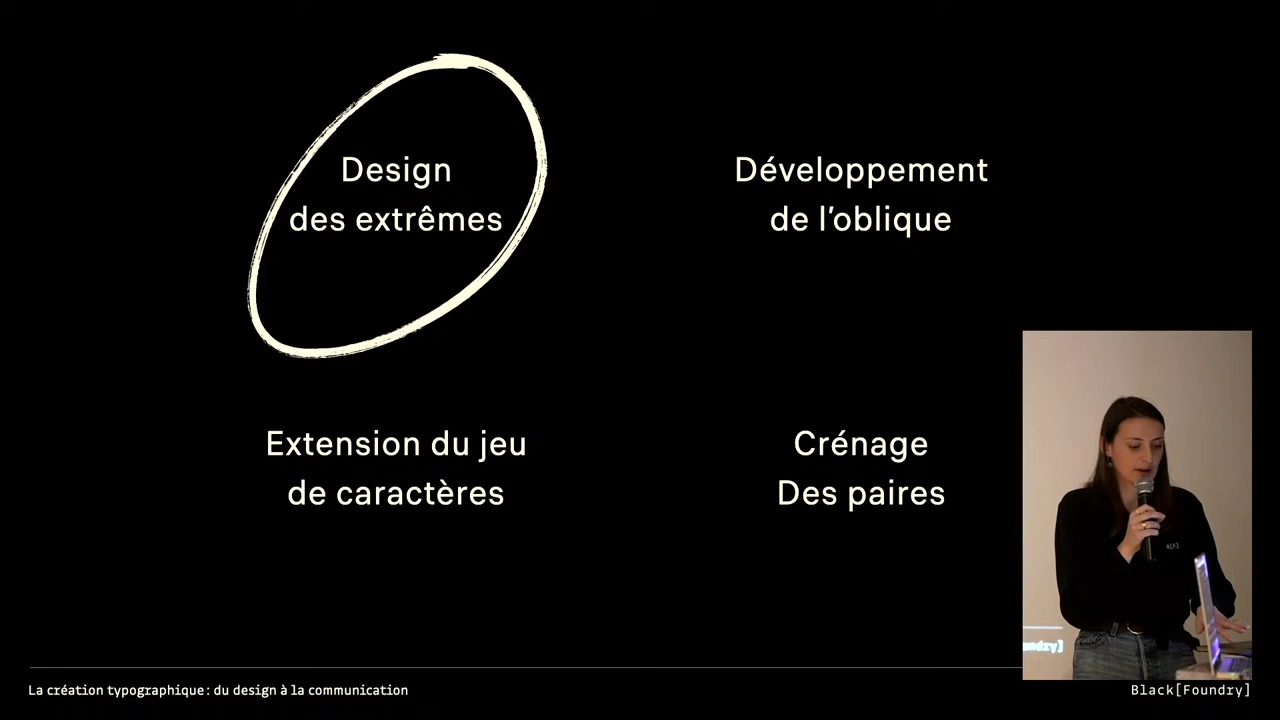 Design
des extrêmes
Développement
de l’oblique
Extension du jeu
de caractères
Crénage
Des paires
La création typographique : du design à la communication
Black[Foundry]